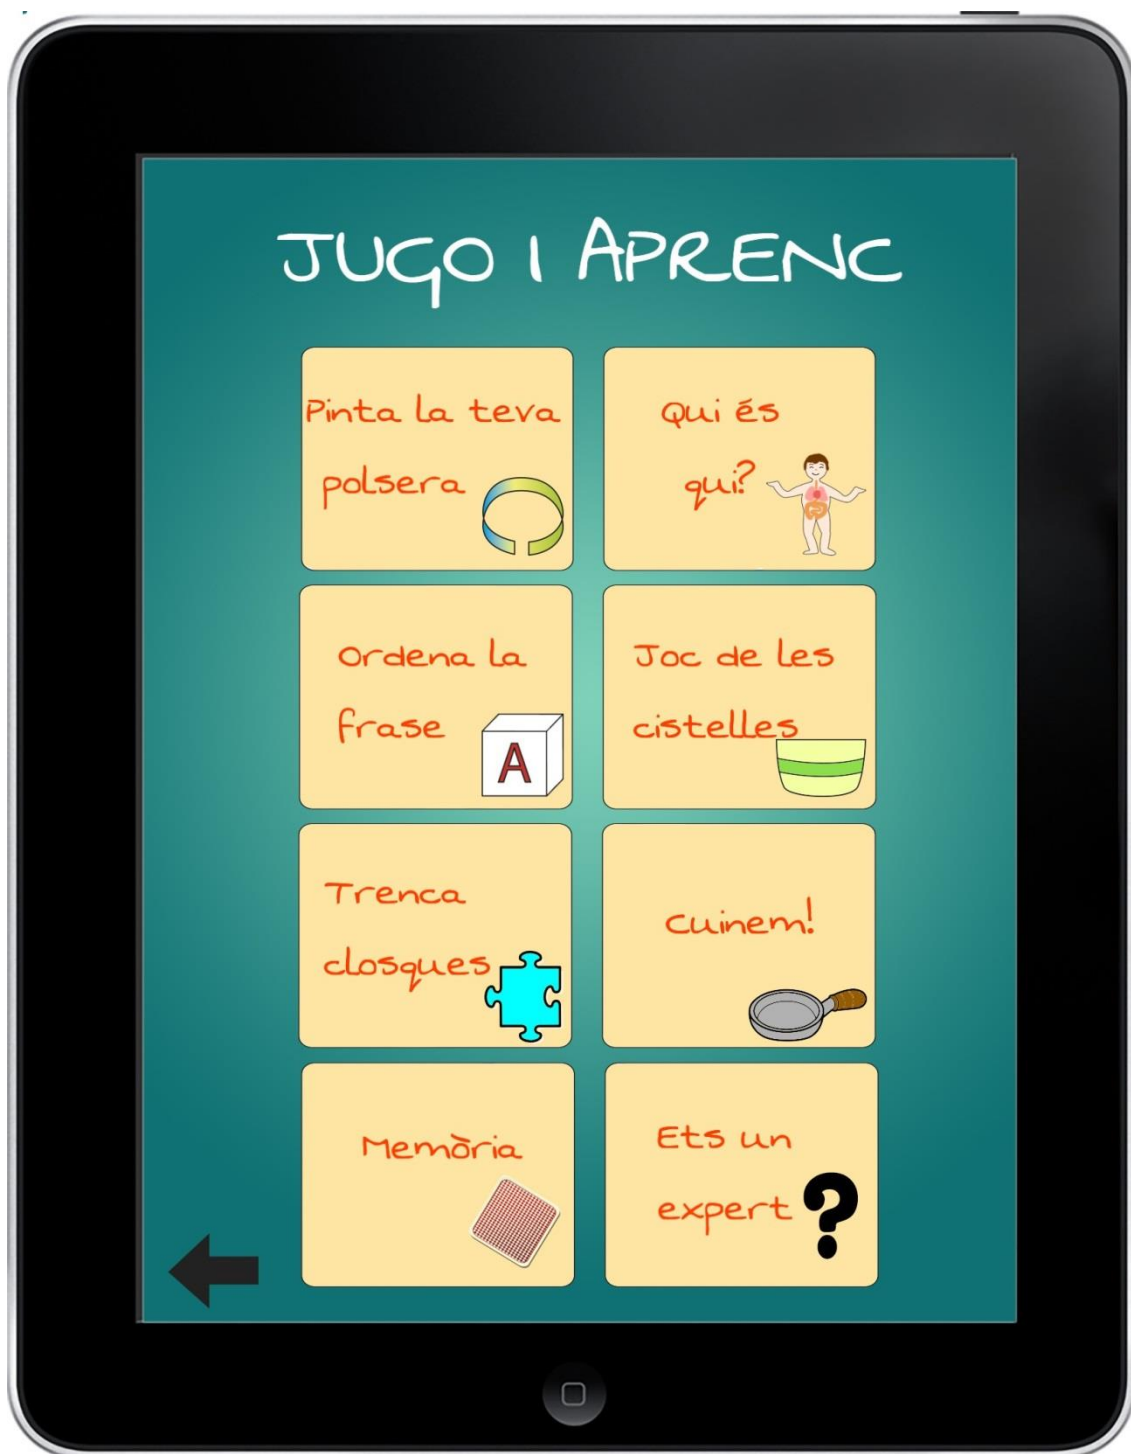 JUGO I APRENC
Pinta la teva
polsera
Qui és
qui?
Ordena la
frase
A
Joc de les
cistelles
Trenca
closques
Cuinem!
Memòria
Ets un
expert ?